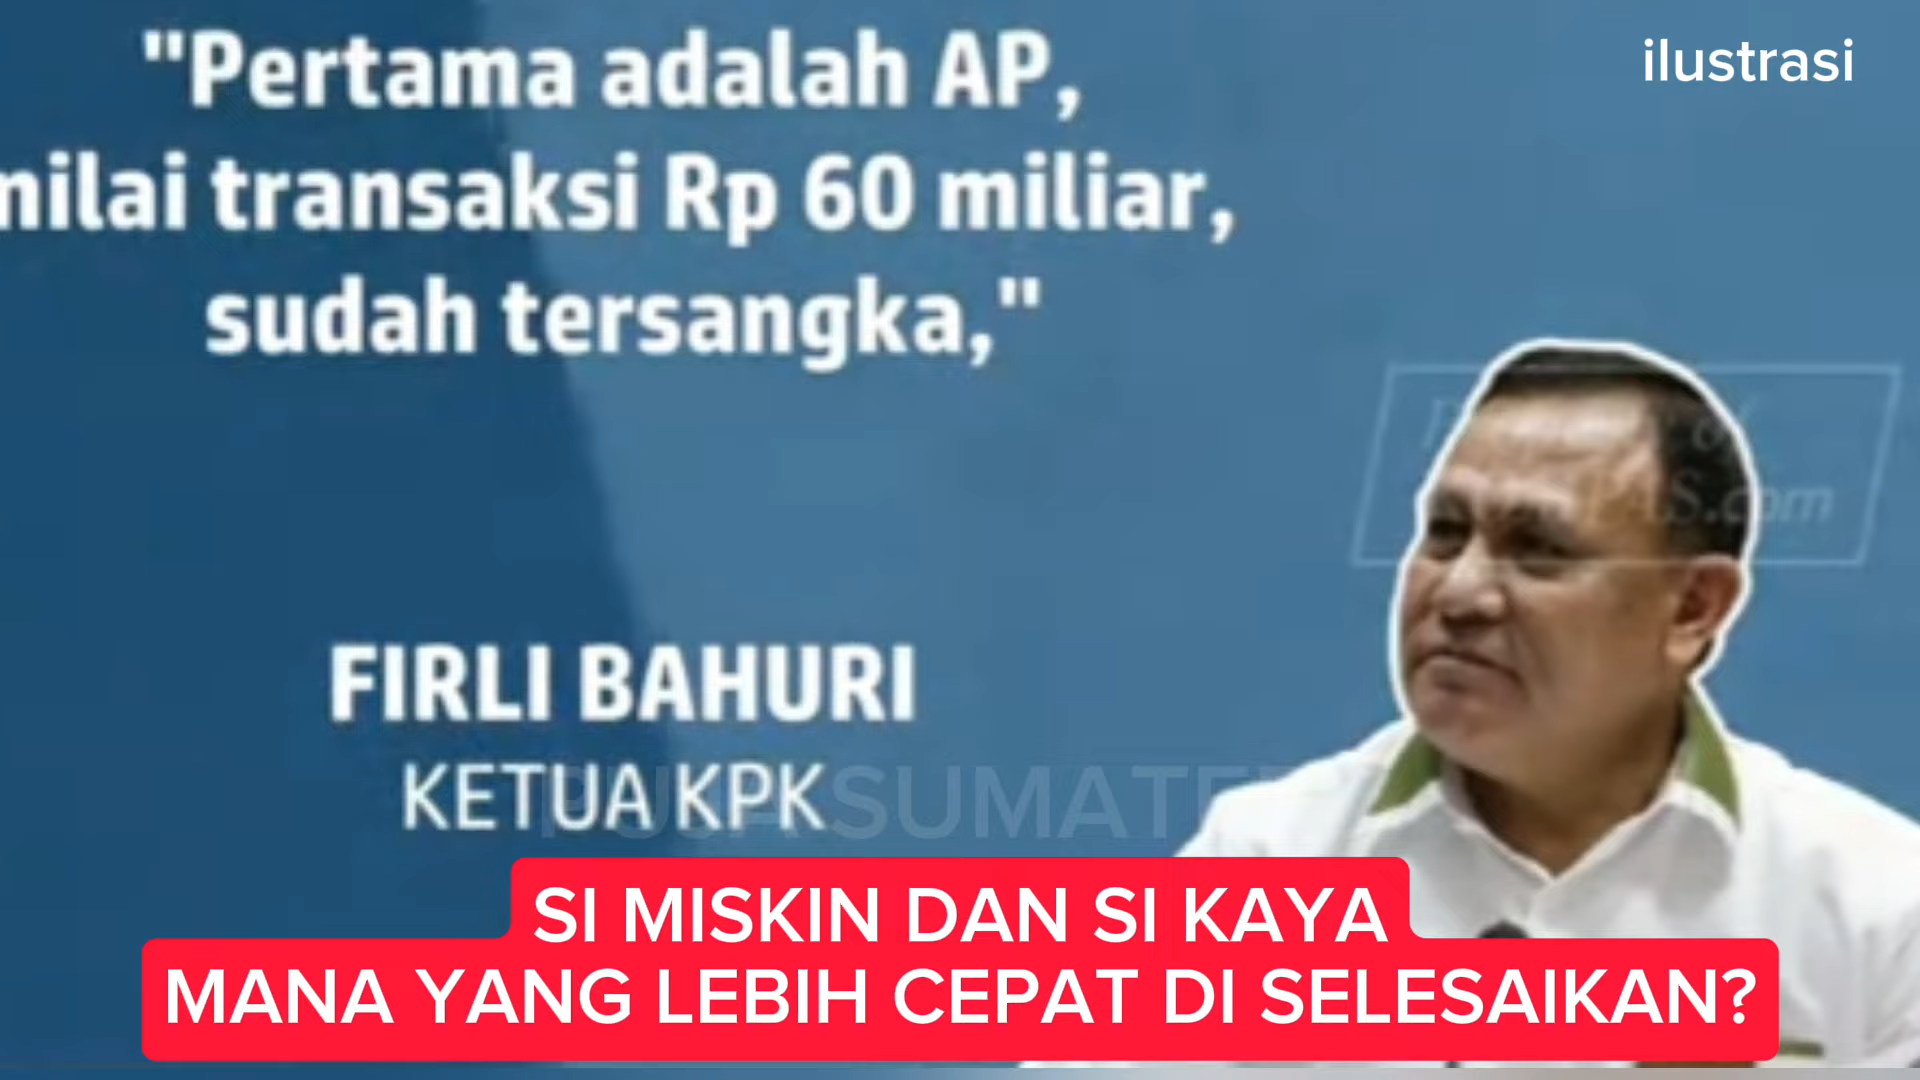 "Pertama adalah AP,
nilai transaksi Rp 60 miliar,
sudah tersangka,"
ilustrasi
.com
FIRLI BAHURI
KETUA KPK
SI MISKIN DAN SI KAYA
MANA YANG LEBIH CEPAT DI SELESAIKAN?